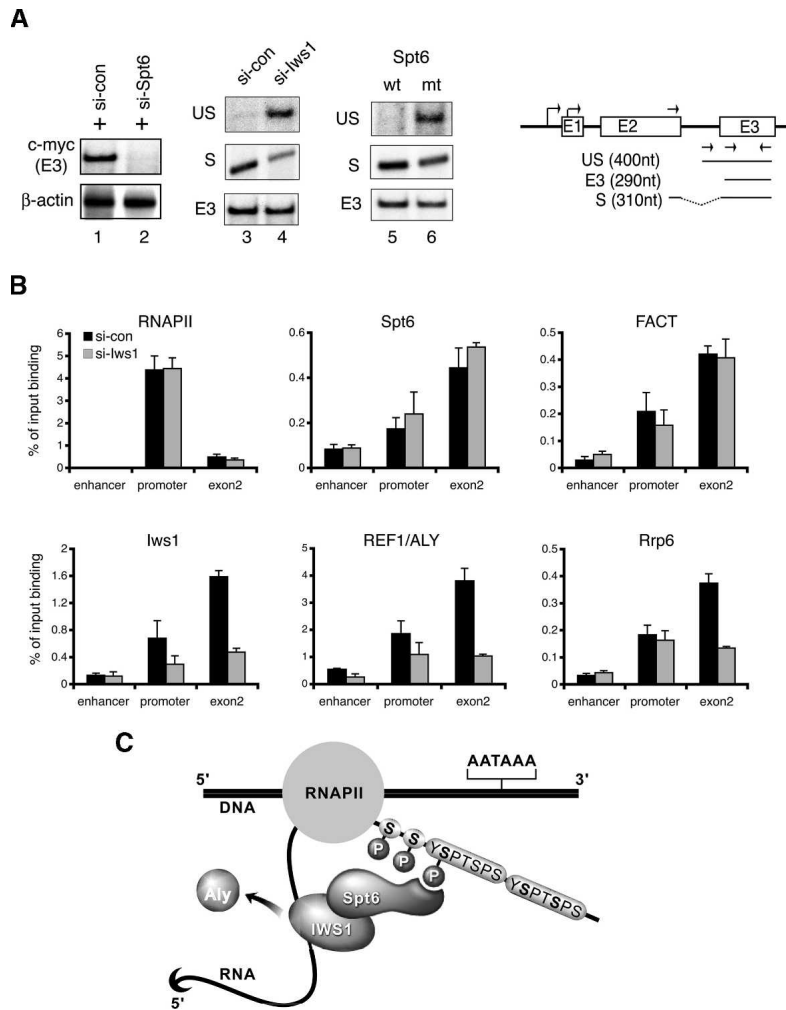 A
+ si-con
+ si-Spt6
c-myc
(E3)
β-actin
1 2
si-con
si-Iws1
US
S
E3
3 4
Spt6
wt mt
US
S
E3
5 6
E1 E2 E3
US (400nt)
E3 (290nt)
S (310nt)
B
RNAPII
si-con
si-Iws1
% of input binding
6
5
4
3
2
1
0
enhancer promoter exon2
Spt6
0.6
0.4
0.2
0
enhancer promoter exon2
FACT
0.5
0.4
0.3
0.2
0.1
0
enhancer promoter exon2
Iws1
% of input binding
2
1.6
1.2
0.8
0.4
0
enhancer promoter exon2
REF1/ALY
5
4
3
2
1
0
enhancer promoter exon2
Rrp6
0.5
0.4
0.3
0.2
0.1
0
enhancer promoter exon2
C
AATAAA
5' 3'
DNA
RNAPII
S S YSPTSPS YSPTSPS
P P P
Aly
Spt6
IWS1
RNA
5'